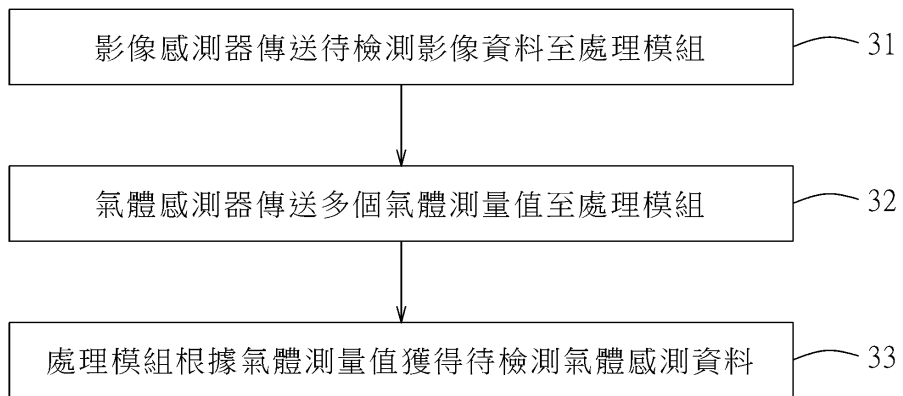 影像感測器傳送待檢測影像資料至處理模組
31
氣體感測器傳送多個氣體測量值至處理模組
32
處理模組根據氣體測量值獲得待檢測氣體感測資料
33